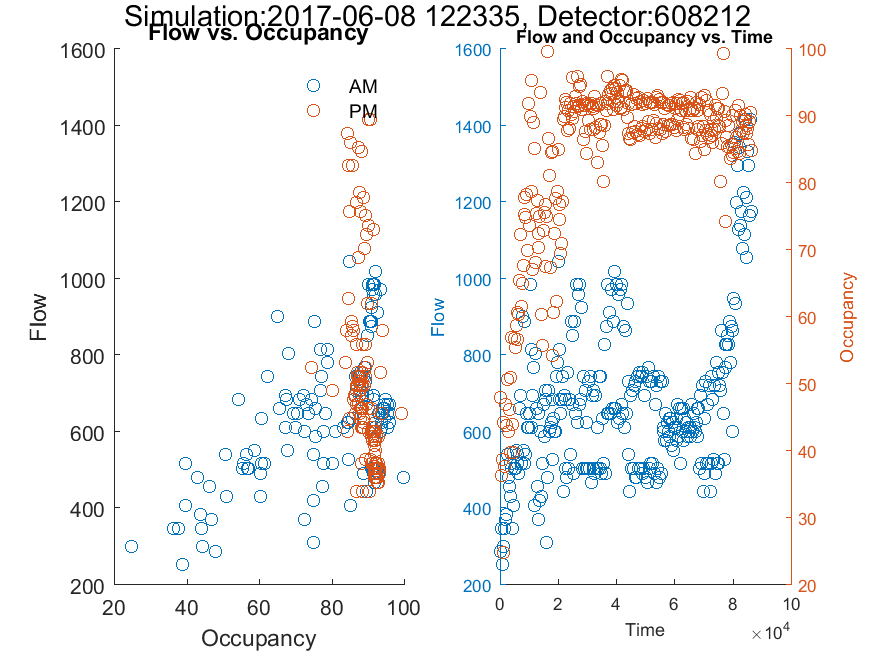 Simulation:2017-06-08 122335, Detector:608212
Flow vs. Occupancy
1600
1400
1200
1000
800
600
400
200
20 40 60 80 100
Flow
Occupancy
AM
PM
Flow and Occupancy vs. Time
1600
1400
1200
1000
800
600
400
200
Flow
0 2 4 6 8 10
×10⁴
Time
100
90
80
70
60
50
40
30
20
Occupancy